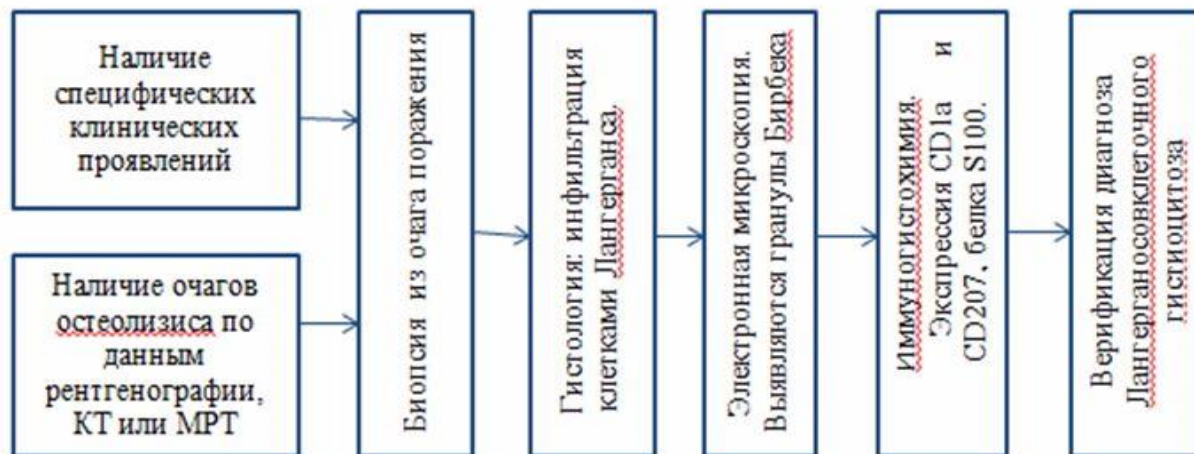 Наличие
специфических
клинических
проявлений
Наличие очагов
остеолизиса по
данным
рентгенографии,
КТ или МРТ
Биопсия из очага поражения
Гистология: инфильтрация
клетками Лангерганса.
Электронная микроскопия.
Выявляются гранулы Бирбека
Иммуногистохимия.
Экспрессия CD1a и
CD207, белка S100.
Верификация диагноза
Лангергансовклеточного
гистиоцитоза